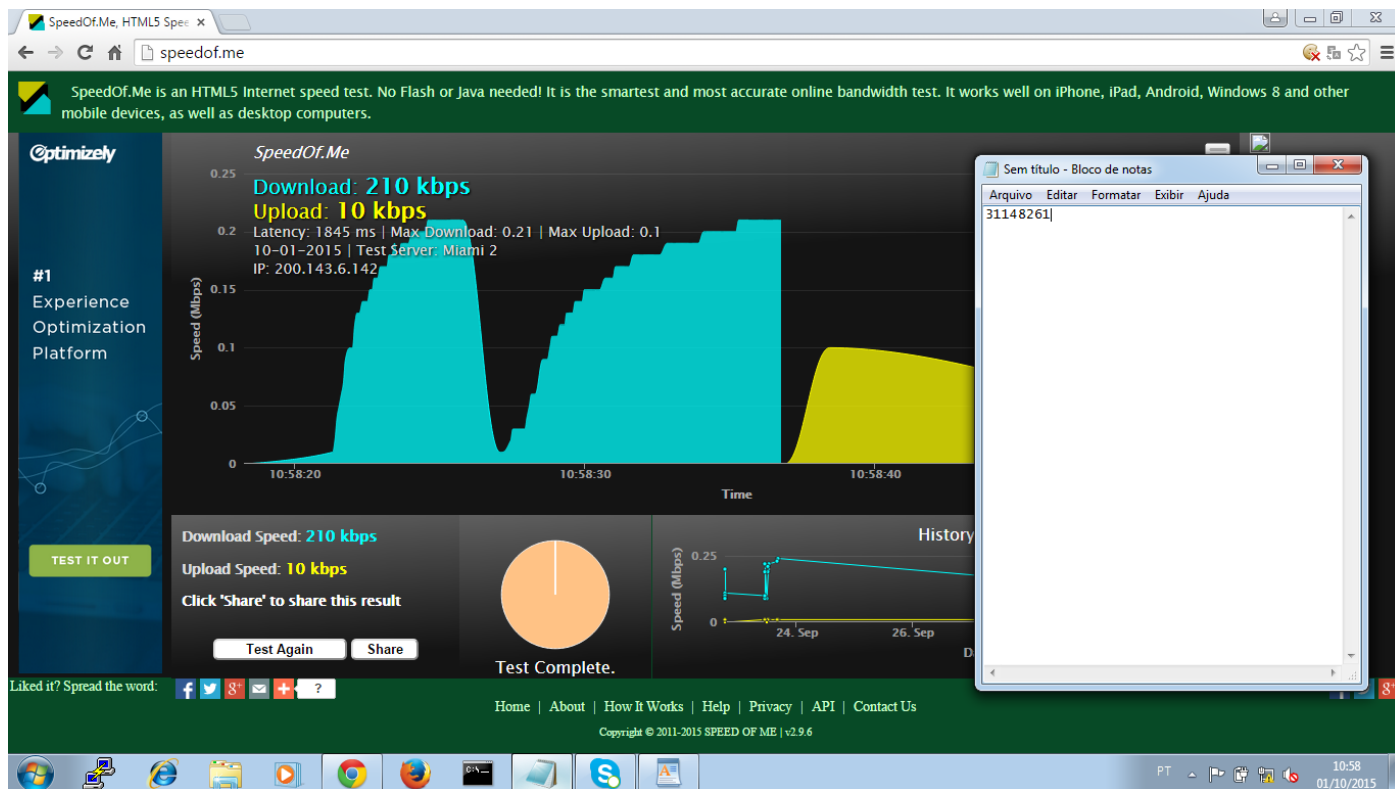 SpeedOf.Me, HTML5 Spee
speedof.me
SpeedOf.Me is an HTML5 Internet speed test. No Flash or Java needed! It is the smartest and most accurate online bandwidth test. It works well on iPhone, iPad, Android, Windows 8 and other
mobile devices, as well as desktop computers.
Optimizely
#1
Experience
Optimization
Platform
TEST IT OUT
SpeedOf.Me
Download: 210 kbps
Upload: 10 kbps
Latency: 1845 ms | Max Download: 0.21 | Max Upload: 0.1
10-01-2015 | Test Server: Miami 2
IP: 200.143.6.142
Speed (Mbps)
0.25
0.2
0.15
0.1
0.05
0
10:58:20
10:58:30
10:58:40
Time
Download Speed: 210 kbps
Upload Speed: 10 kbps
Click 'Share' to share this result
Test Again
Share
Test Complete.
History
Speed (Mbps)
0.25
0
24. Sep
26. Sep
D
Sem título - Bloco de notas
Arquivo Editar Formatar Exibir Ajuda
31148261
Liked it? Spread the word:
?
Home | About | How It Works | Help | Privacy | API | Contact Us
Copyright © 2011-2015 SPEED OF ME | v2.9.6
PT
10:58
01/10/2015